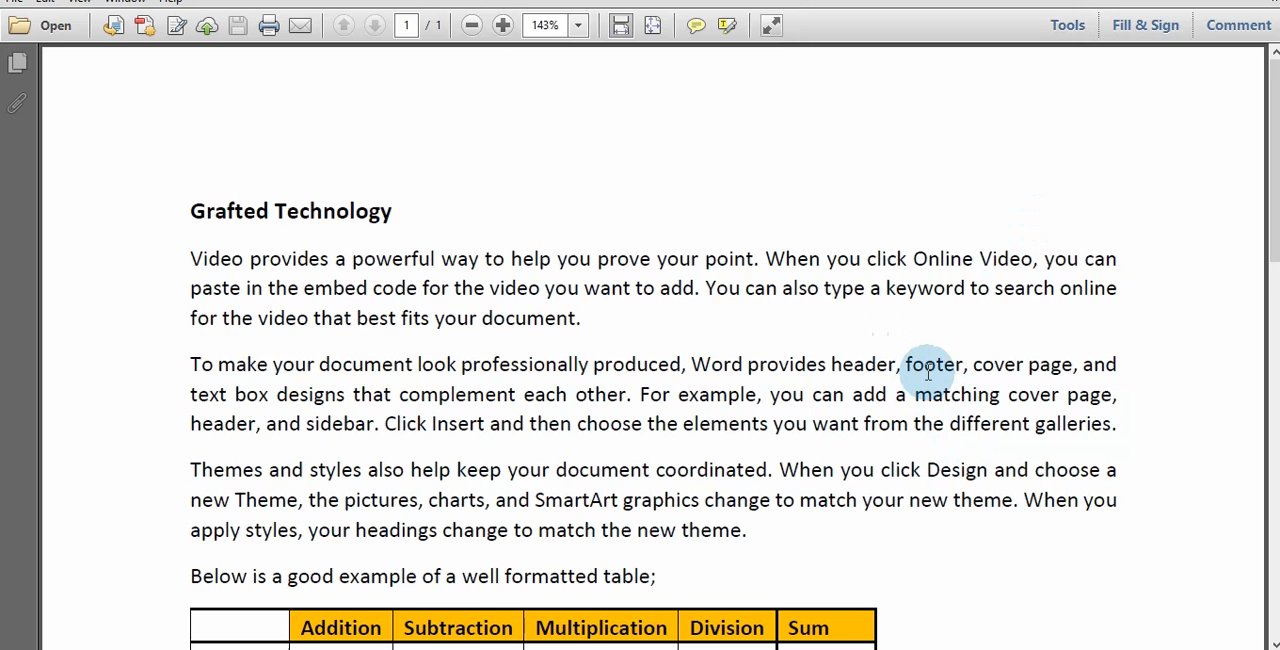 File Edit View Window Help
Open 1 / 1 143% Tools Fill & Sign Comment
Grafted Technology
Video provides a powerful way to help you prove your point. When you click Online Video, you can
paste in the embed code for the video you want to add. You can also type a keyword to search online
for the video that best fits your document.
To make your document look professionally produced, Word provides header, footer, cover page, and
text box designs that complement each other. For example, you can add a matching cover page,
header, and sidebar. Click Insert and then choose the elements you want from the different galleries.
Themes and styles also help keep your document coordinated. When you click Design and choose a
new Theme, the pictures, charts, and SmartArt graphics change to match your new theme. When you
apply styles, your headings change to match the new theme.
Below is a good example of a well formatted table;
Addition Subtraction Multiplication Division Sum